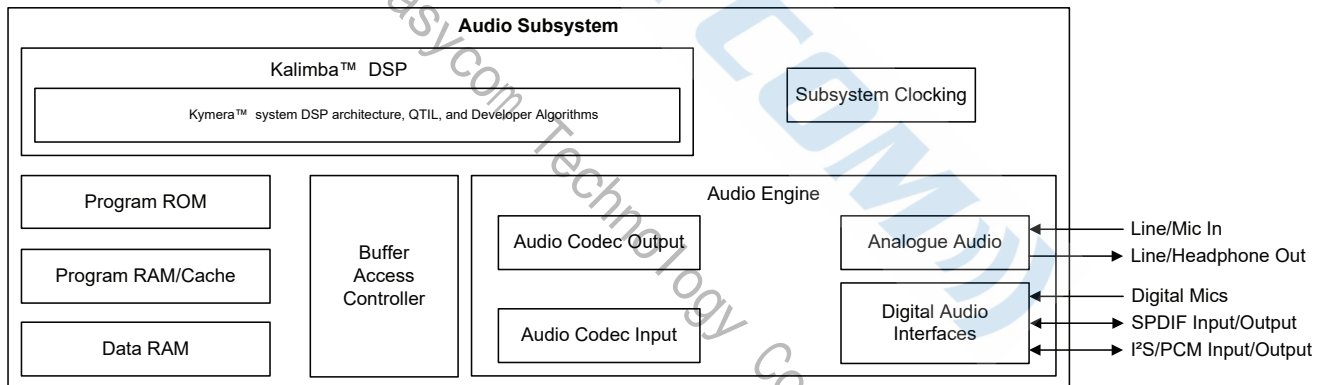 Audio Subsystem
Kalimba™ DSP
Kymera™ system DSP architecture, QTIL, and Developer Algorithms
Subsystem Clocking
Program ROM
Program RAM/Cache
Data RAM
Buffer
Access
Controller
Audio Engine
Audio Codec Output
Audio Codec Input
Analogue Audio
Digital Audio
Interfaces
Line/Mic In
Line/Headphone Out
Digital Mics
SPDIF Input/Output
I²S/PCM Input/Output
Technology
COM